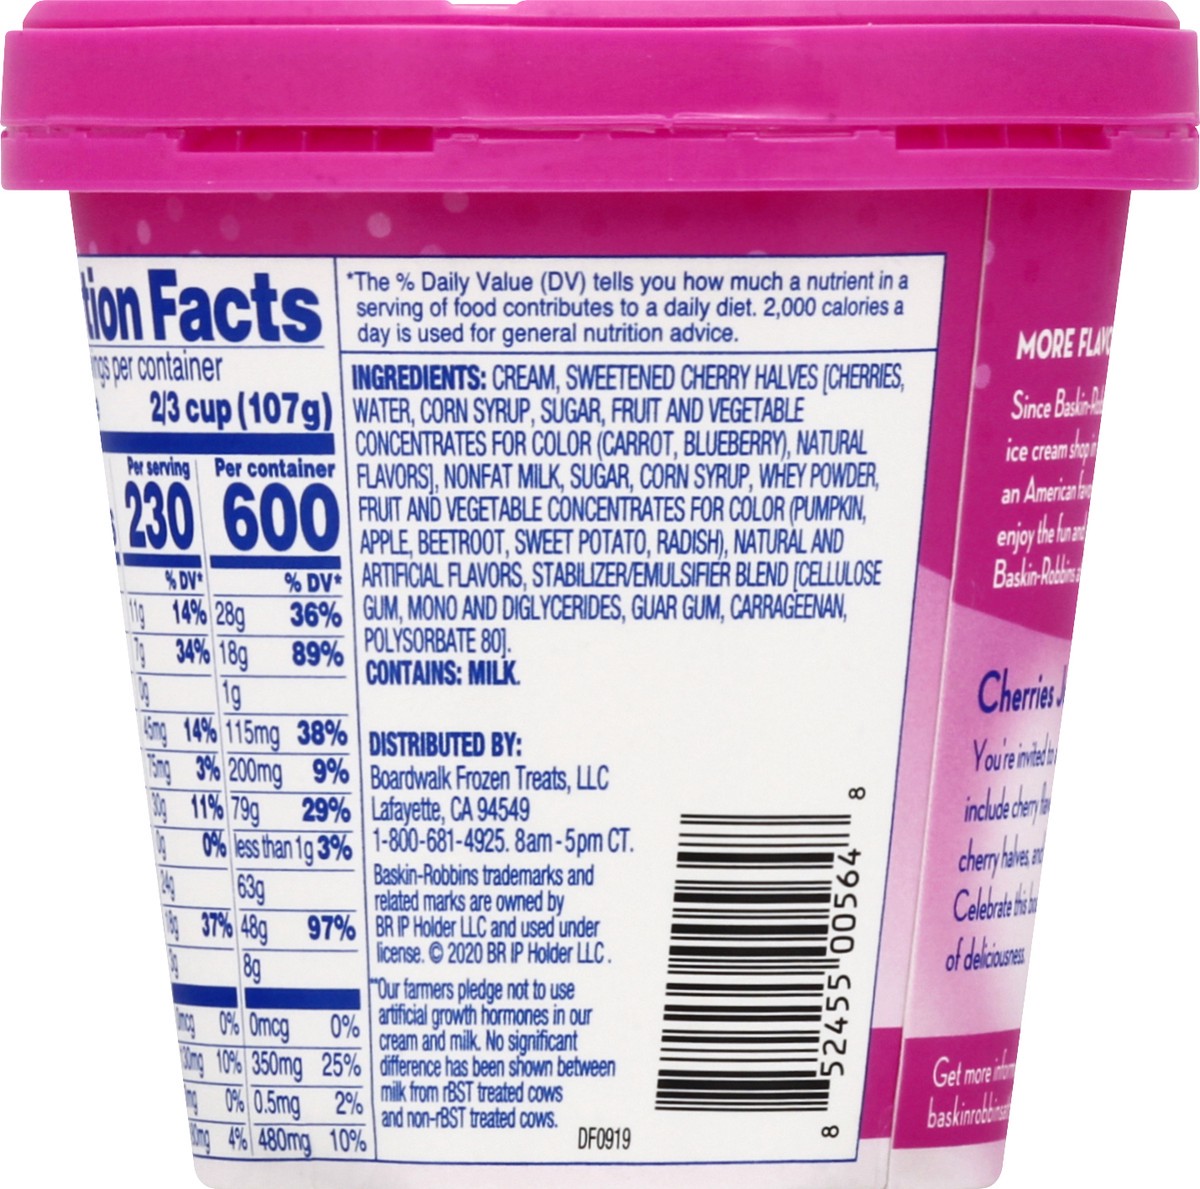 tion Facts
ings per container
2/3 cup (107g)
Per serving Per container
230 600
% DV* % DV*
11g 14% 28g 36%
7g 34% 18g 89%
0g 1g
45mg 14% 115mg 38%
75mg 3% 200mg 9%
30g 11% 79g 29%
0g 0% less than 1g 3%
24g 63g
18g 37% 48g 97%
3g 8g
0mcg 0% 0mcg 0%
130mg 10% 350mg 25%
0% 0.5mg 2%
4% 480mg 10%
*The % Daily Value (DV) tells you how much a nutrient in a
serving of food contributes to a daily diet. 2,000 calories a
day is used for general nutrition advice.
INGREDIENTS: CREAM, SWEETENED CHERRY HALVES [CHERRIES,
WATER, CORN SYRUP, SUGAR, FRUIT AND VEGETABLE
CONCENTRATES FOR COLOR (CARROT, BLUEBERRY), NATURAL
FLAVORS], NONFAT MILK, SUGAR, CORN SYRUP, WHEY POWDER,
FRUIT AND VEGETABLE CONCENTRATES FOR COLOR (PUMPKIN,
APPLE, BEETROOT, SWEET POTATO, RADISH), NATURAL AND
ARTIFICIAL FLAVORS, STABILIZER/EMULSIFIER BLEND [CELLULOSE
GUM, MONO AND DIGLYCERIDES, GUAR GUM, CARRAGEENAN,
POLYSORBATE 80].
CONTAINS: MILK.
DISTRIBUTED BY:
Boardwalk Frozen Treats, LLC
Lafayette, CA 94549
1-800-681-4925. 8am-5pm CT.
Baskin-Robbins trademarks and
related marks are owned by
BR IP Holder LLC and used under
license. © 2020 BR IP Holder LLC.
**Our farmers pledge not to use
artificial growth hormones in our
cream and milk. No significant
difference has been shown between
milk from rBST treated cows
and non-rBST treated cows.
DF0919
8 52455 00564 8
MORE FLAVO
Since Baskin-Rob
ice cream shop in
an American favo
enjoy the fun and
Baskin-Robbins a
Cherries J
You're invited to
include cherry flav
cherry halves, and
Celebrate this bo
of deliciousness.
Get more inform
baskinrobbinsa